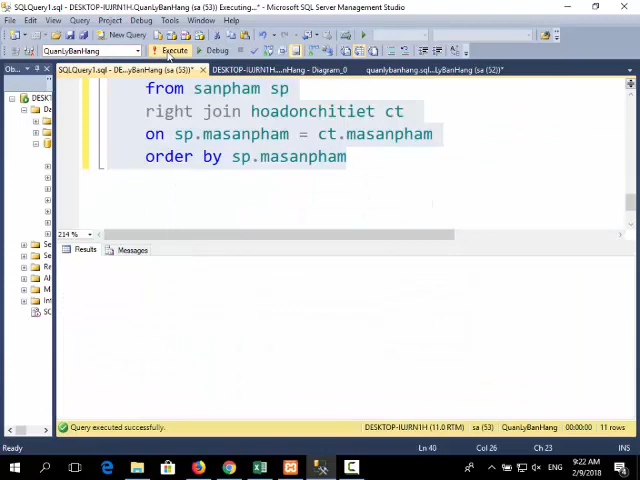 SQLQuery1.sql - DESKTOP-IUJRN1H.QuanLyBanHang (sa (53)) Executing...* - Microsoft SQL Server Management Studio
File Edit View Query Project Debug Tools Window Help
New Query
QuanLyBanHang Execute Debug
Ob... SQLQuery1.sql - DE...yBanHang (sa (53))* DESKTOP-IUJRN1H....nHang - Diagram_0 quanlybanhang.sql...LyBanHang (sa (52))*
from sanpham sp
right join hoadonchitiet ct
on sp.masanpham = ct.masanpham
order by sp.masanpham
214 %
Results Messages
Query executed successfully. DESKTOP-IUJRN1H (11.0 RTM) sa (53) QuanLyBanHang 00:00:00 11 rows
Ready Ln 40 Col 26 Ch 23 INS
ENG 9:22 AM
2/9/2018